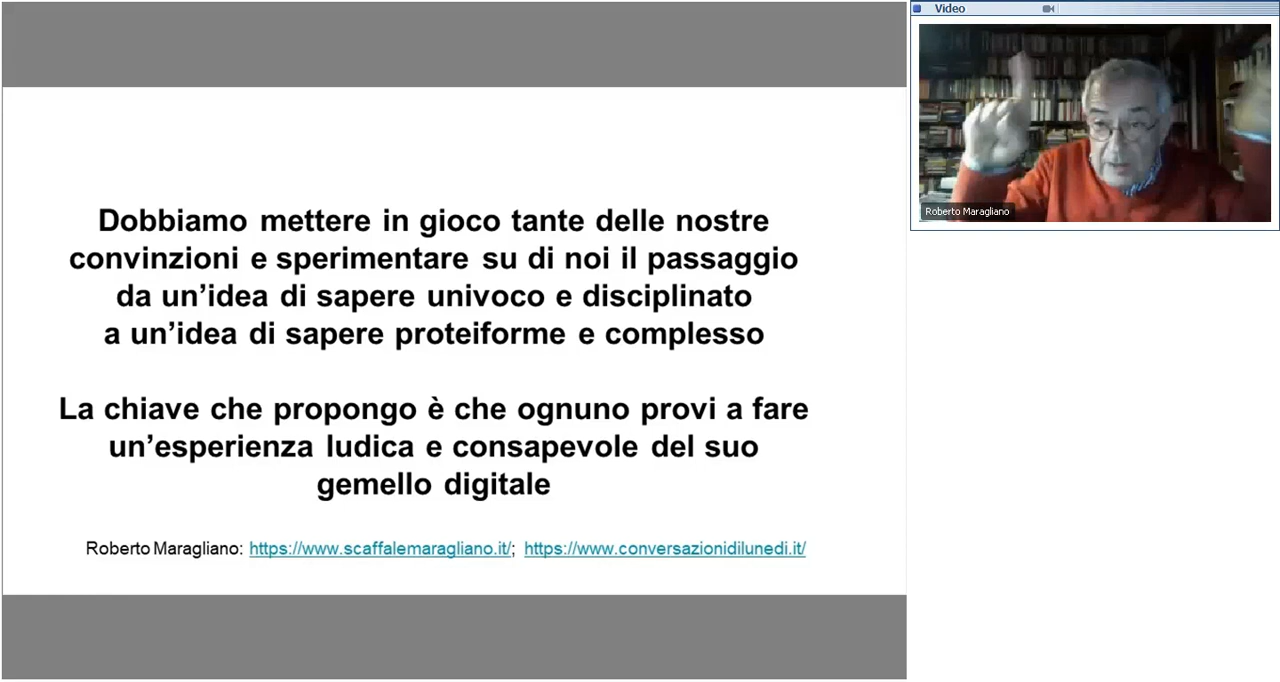 Video
Roberto Maragliano
Dobbiamo mettere in gioco tante delle nostre
convinzioni e sperimentare su di noi il passaggio
da un’idea di sapere univoco e disciplinato
a un’idea di sapere proteiforme e complesso
La chiave che propongo è che ognuno provi a fare
un’esperienza ludica e consapevole del suo
gemello digitale
Roberto Maragliano: https://www.scaffalemaragliano.it/; https://www.conversazionidilunedi.it/